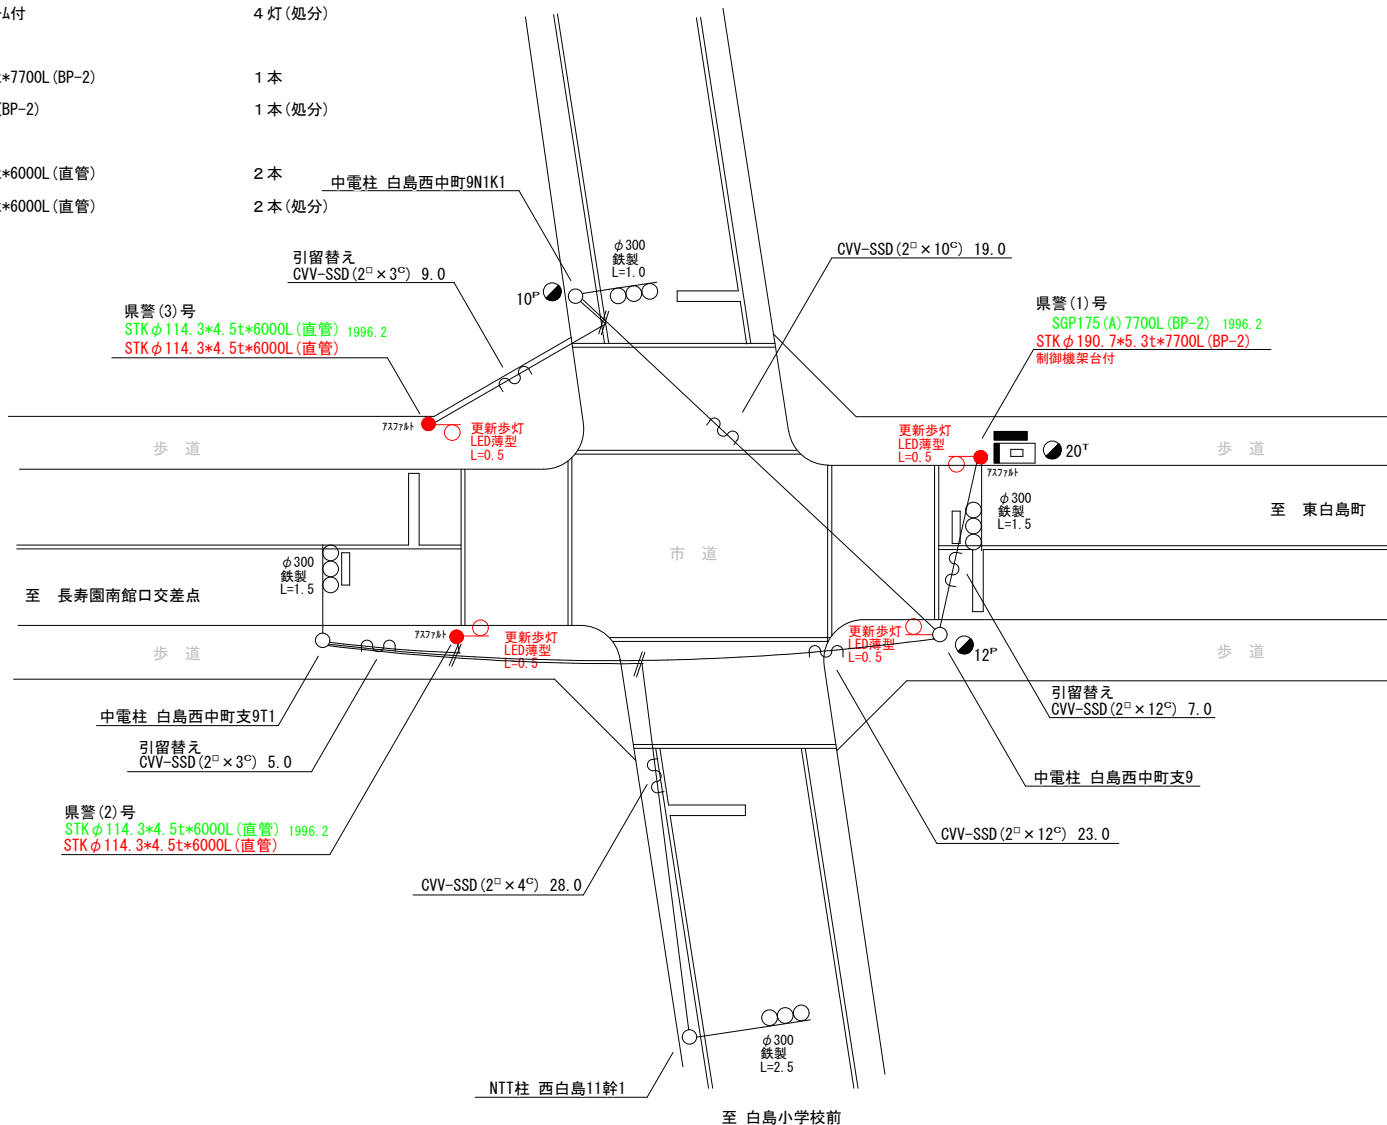 ム付 4灯(処分)
*7700L(BP-2) 1本
BP-2) 1本(処分)
*6000L(直管) 2本
*6000L(直管) 2本(処分)
中電柱 白島西中町9N1K1
引留替え
CVV-SSD(2□×3C) 9.0
φ300
鉄製
L=1.0
10P
CVV-SSD(2□×10C) 19.0
県警(3)号
STKφ114.3*4.5t*6000L(直管) 1996.2
STKφ114.3*4.5t*6000L(直管)
県警(1)号
SGP175(A)7700L(BP-2) 1996.2
STKφ190.7*5.3t*7700L(BP-2)
制御機架台付
アスファルト
更新歩灯
LED薄型
L=0.5
歩道
更新歩灯
LED薄型
L=0.5
20T
アスファルト
歩道
φ300
鉄製
L=1.5
至 東白島町
市道
φ300
鉄製
L=1.5
至 長寿園南館口交差点
アスファルト
更新歩灯
LED薄型
L=0.5
更新歩灯
LED薄型
L=0.5
12P
歩道
歩道
中電柱 白島西中町支9T1
引留替え
CVV-SSD(2□×3C) 5.0
引留替え
CVV-SSD(2□×12C) 7.0
中電柱 白島西中町支9
県警(2)号
STKφ114.3*4.5t*6000L(直管) 1996.2
STKφ114.3*4.5t*6000L(直管)
CVV-SSD(2□×12C) 23.0
CVV-SSD(2□×4C) 28.0
φ300
鉄製
L=2.5
NTT柱 西白島11幹1
至 白島小学校前